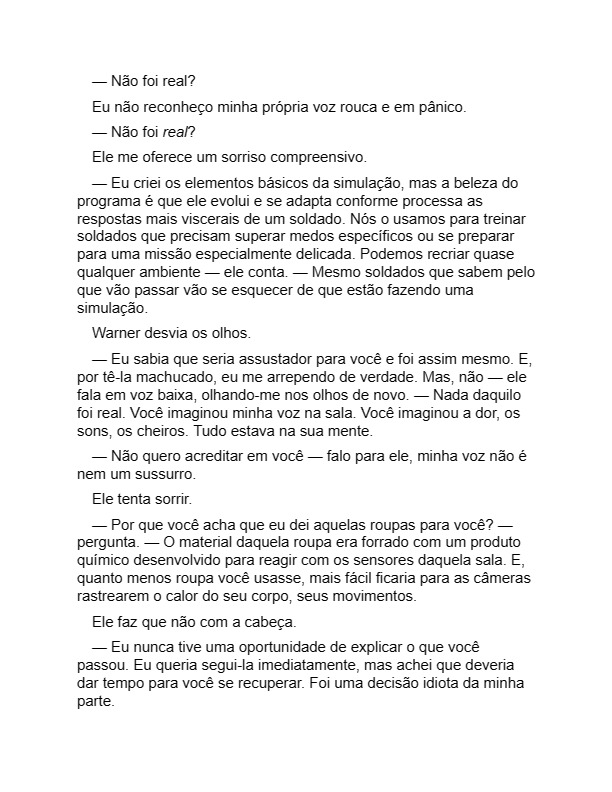 — Não foi real?
Eu não reconheço minha própria voz rouca e em pânico.
— Não foi real?
Ele me oferece um sorriso compreensivo.
— Eu criei os elementos básicos da simulação, mas a beleza do
programa é que ele evolui e se adapta conforme processa as
respostas mais viscerais de um soldado. Nós o usamos para treinar
soldados que precisam superar medos específicos ou se preparar
para uma missão especialmente delicada. Podemos recriar quase
qualquer ambiente — ele conta. — Mesmo soldados que sabem pelo
que vão passar vão se esquecer de que estão fazendo uma
simulação.
Warner desvia os olhos.
— Eu sabia que seria assustador para você e foi assim mesmo. E,
por tê-la machucado, eu me arrependo de verdade. Mas, não — ele
fala em voz baixa, olhando-me nos olhos de novo. — Nada daquilo
foi real. Você imaginou minha voz na sala. Você imaginou a dor, os
sons, os cheiros. Tudo estava na sua mente.
— Não quero acreditar em você — falo para ele, minha voz não é
nem um sussurro.
Ele tenta sorrir.
— Por que você acha que eu dei aquelas roupas para você? —
pergunta. — O material daquela roupa era forrado com um produto
químico desenvolvido para reagir com os sensores daquela sala. E,
quanto menos roupa você usasse, mais fácil ficaria para as câmeras
rastrearem o calor do seu corpo, seus movimentos.
Ele faz que não com a cabeça.
— Eu nunca tive uma oportunidade de explicar o que você
passou. Eu queria segui-la imediatamente, mas achei que deveria
dar tempo para você se recuperar. Foi uma decisão idiota da minha
parte.